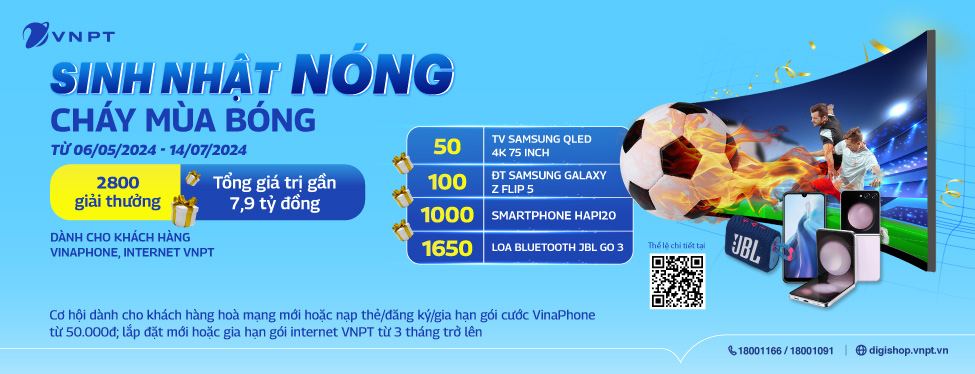 VNPT
SINH NHẬT NÓNG
CHÁY MÙA BÓNG
TỪ 06/05/2024 - 14/07/2024
2800
giải thưởng
Tổng giá trị gần
7,9 tỷ đồng
DÀNH CHO KHÁCH HÀNG
VINAPHONE, INTERNET VNPT
50
TV SAMSUNG QLED
4K 75 INCH
100
ĐT SAMSUNG GALAXY
Z FLIP 5
1000
SMARTPHONE HAPI20
1650
LOA BLUETOOTH JBL GO 3
Thể lệ chi tiết tại
JBL
Cơ hội dành cho khách hàng hoà mạng mới hoặc nạp thẻ/đăng ký/gia hạn gói cước VinaPhone
từ 50.000đ; lắp đặt mới hoặc gia hạn gói internet VNPT từ 3 tháng trở lên
18001166 / 18001091
digishop.vnpt.vn